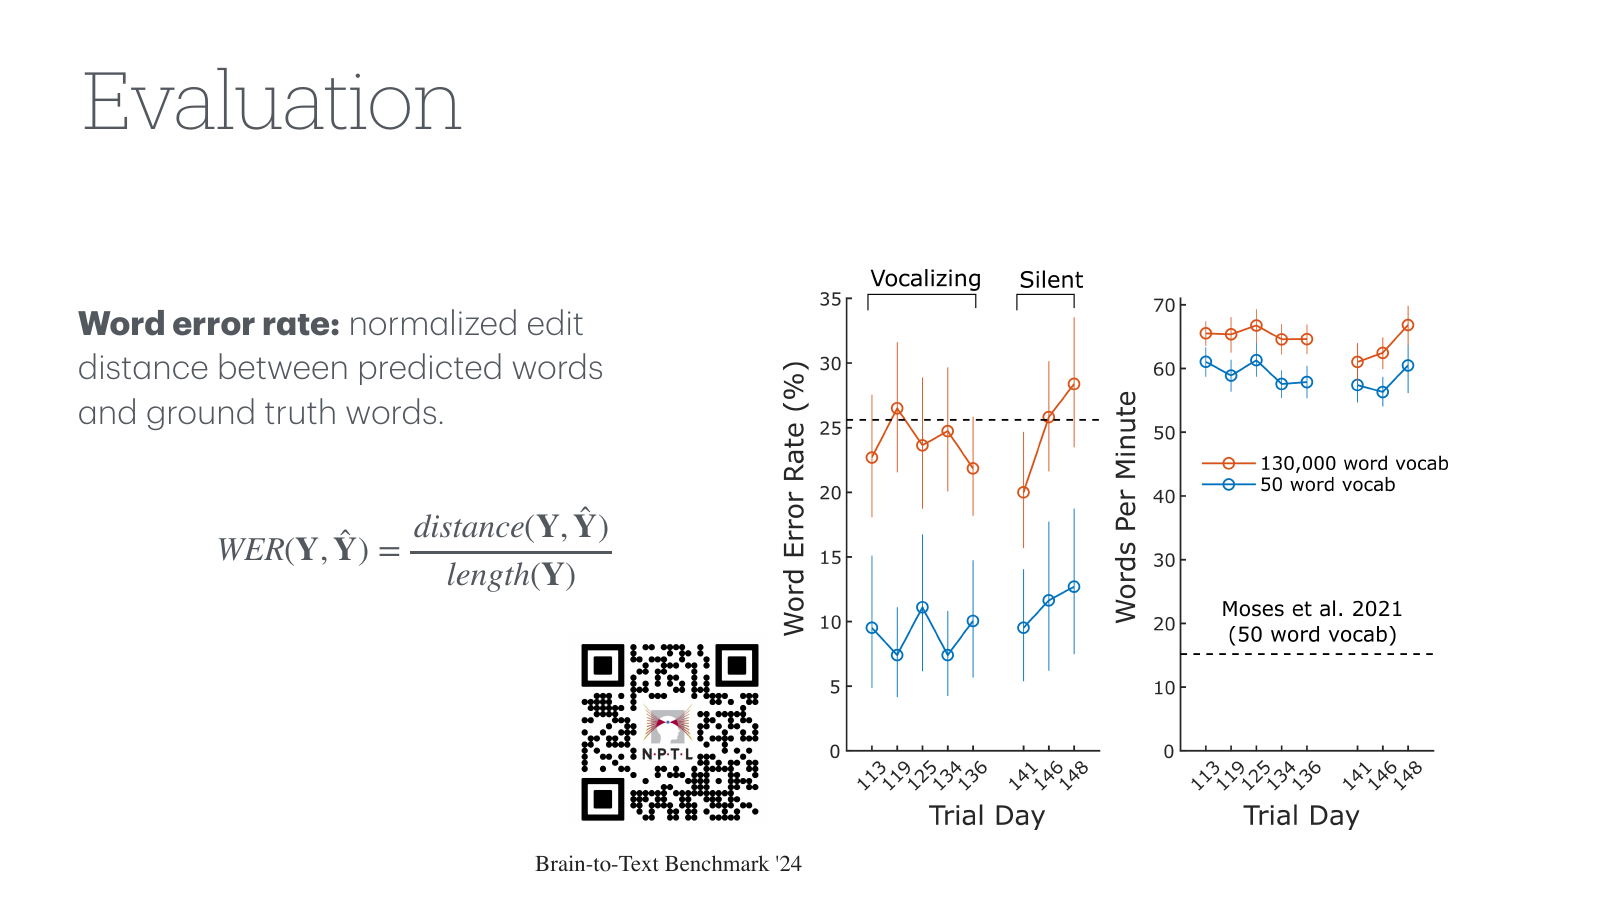 Evaluation
Word error rate: normalized edit
distance between predicted words
and ground truth words.
WER(Y, Ŷ) = distance(Y, Ŷ) / length(Y)
N·P·T·L
Brain-to-Text Benchmark '24
Vocalizing
Silent
Word Error Rate (%)
35
30
25
20
15
10
5
0
113 119 125 134 136 141 146 148
Trial Day
Words Per Minute
70
60
50
40
30
20
10
0
130,000 word vocab
50 word vocab
Moses et al. 2021
(50 word vocab)
113 119 125 134 136 141 146 148
Trial Day